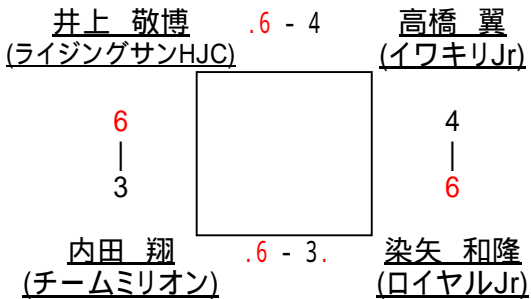 井上 敬博 .6 - 4 高橋 翼
(ライジングサンHJC) (イワキリJr)
6 4
| |
3 6
内田 翔 .6 - 3. 染矢 和隆
(チームミリオン) (ロイヤルJr)